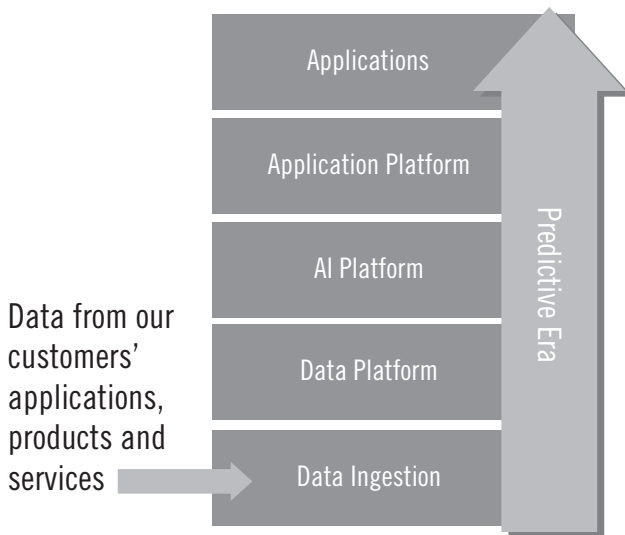 Applications
Application Platform
AI Platform
Data Platform
Data Ingestion
Predictive Era
Data from our
customers’
applications,
products and
services